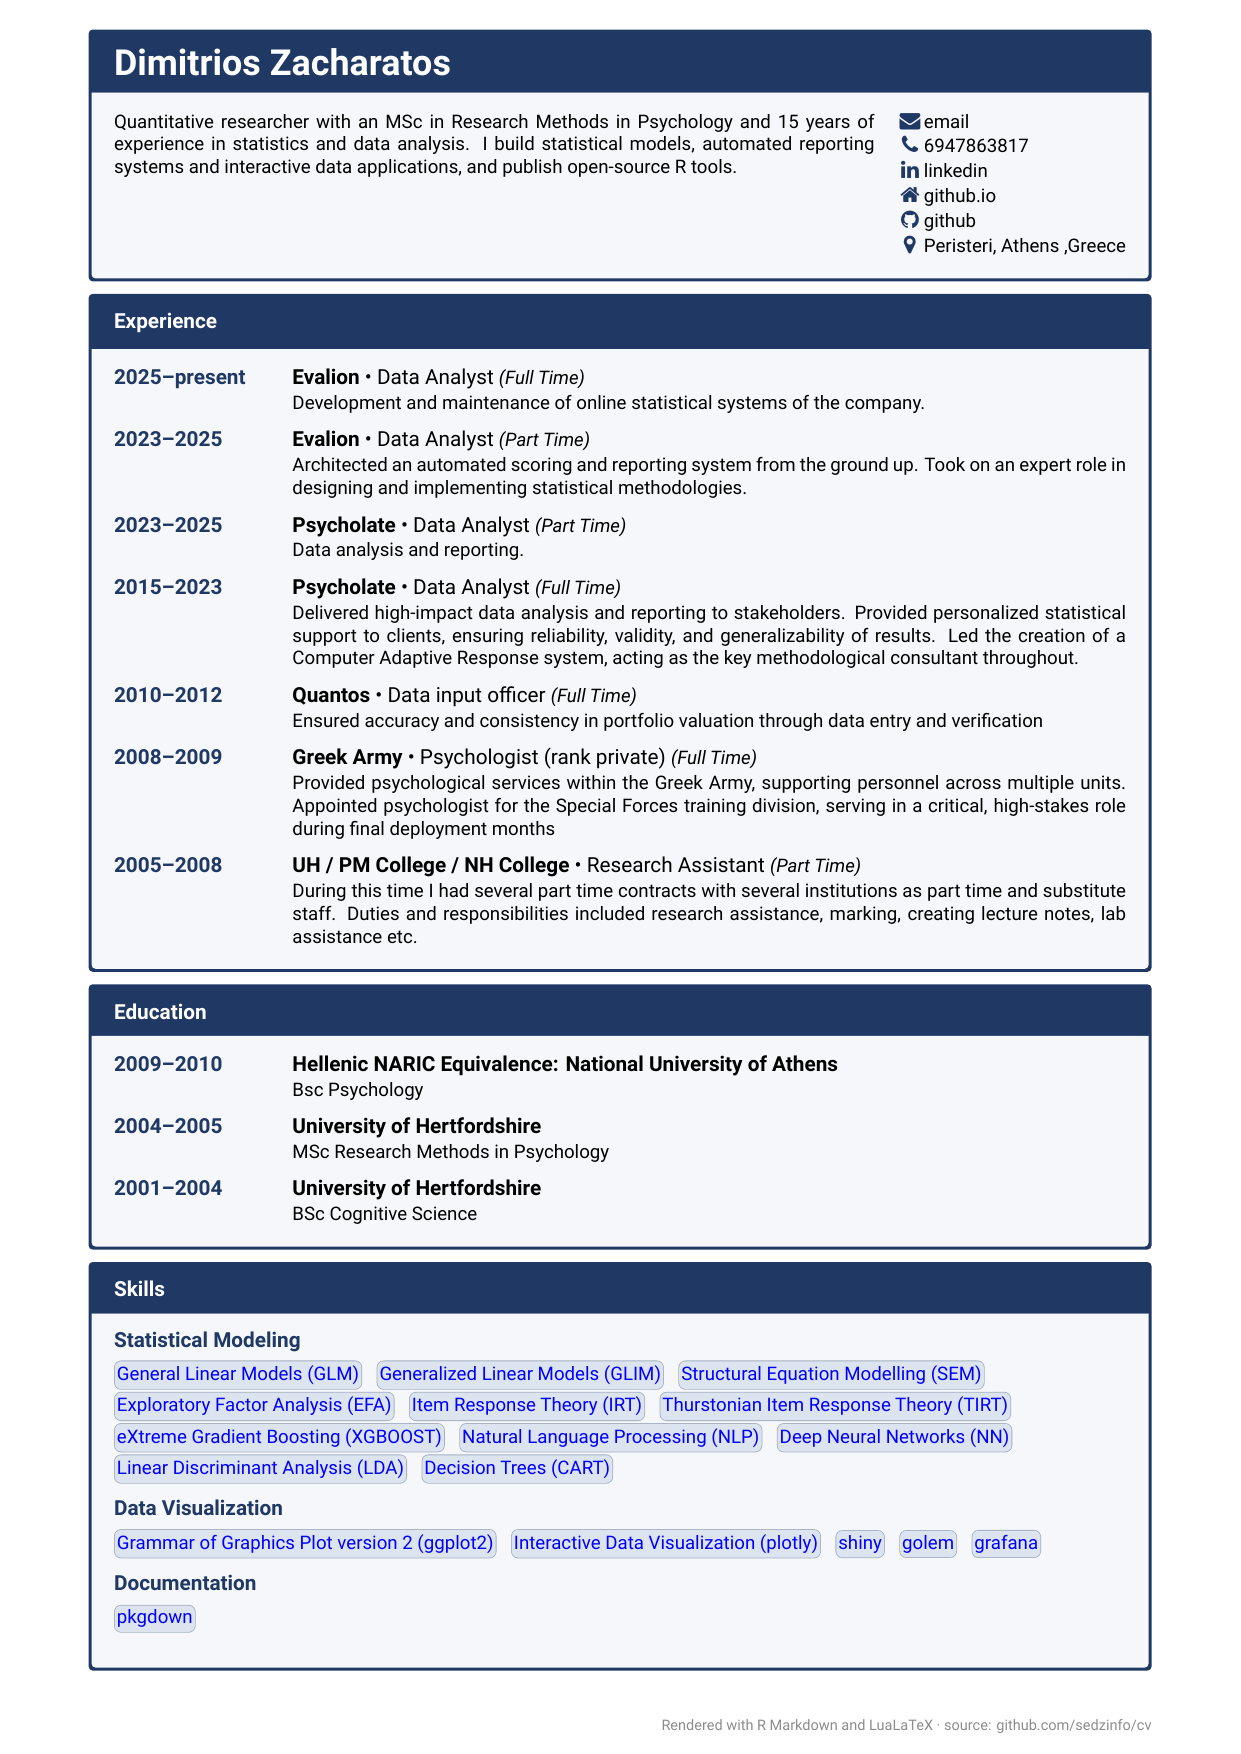 Dimitrios Zacharatos
Quantitative researcher with an MSc in Research Methods in Psychology and 15 years of
experience in statistics and data analysis. I build statistical models, automated reporting
systems and interactive data applications, and publish open-source R tools.
email
6947863817
linkedin
github.io
github
Peristeri, Athens ,Greece
Experience
2025–present
Evalion • Data Analyst (Full Time)
Development and maintenance of online statistical systems of the company.
2023–2025
Evalion • Data Analyst (Part Time)
Architected an automated scoring and reporting system from the ground up. Took on an expert role in
designing and implementing statistical methodologies.
2023–2025
Psycholate • Data Analyst (Part Time)
Data analysis and reporting.
2015–2023
Psycholate • Data Analyst (Full Time)
Delivered high-impact data analysis and reporting to stakeholders. Provided personalized statistical
support to clients, ensuring reliability, validity, and generalizability of results. Led the creation of a
Computer Adaptive Response system, acting as the key methodological consultant throughout.
2010–2012
Quantos • Data input officer (Full Time)
Ensured accuracy and consistency in portfolio valuation through data entry and verification
2008–2009
Greek Army • Psychologist (rank private) (Full Time)
Provided psychological services within the Greek Army, supporting personnel across multiple units.
Appointed psychologist for the Special Forces training division, serving in a critical, high-stakes role
during final deployment months
2005–2008
UH / PM College / NH College • Research Assistant (Part Time)
During this time I had several part time contracts with several institutions as part time and substitute
staff. Duties and responsibilities included research assistance, marking, creating lecture notes, lab
assistance etc.
Education
2009–2010
Hellenic NARIC Equivalence: National University of Athens
Bsc Psychology
2004–2005
University of Hertfordshire
MSc Research Methods in Psychology
2001–2004
University of Hertfordshire
BSc Cognitive Science
Skills
Statistical Modeling
General Linear Models (GLM) Generalized Linear Models (GLIM) Structural Equation Modelling (SEM)
Exploratory Factor Analysis (EFA) Item Response Theory (IRT) Thurstonian Item Response Theory (TIRT)
eXtreme Gradient Boosting (XGBOOST) Natural Language Processing (NLP) Deep Neural Networks (NN)
Linear Discriminant Analysis (LDA) Decision Trees (CART)
Data Visualization
Grammar of Graphics Plot version 2 (ggplot2) Interactive Data Visualization (plotly) shiny golem grafana
Documentation
pkgdown
Rendered with R Markdown and LuaLaTeX · source: github.com/sedzinfo/cv